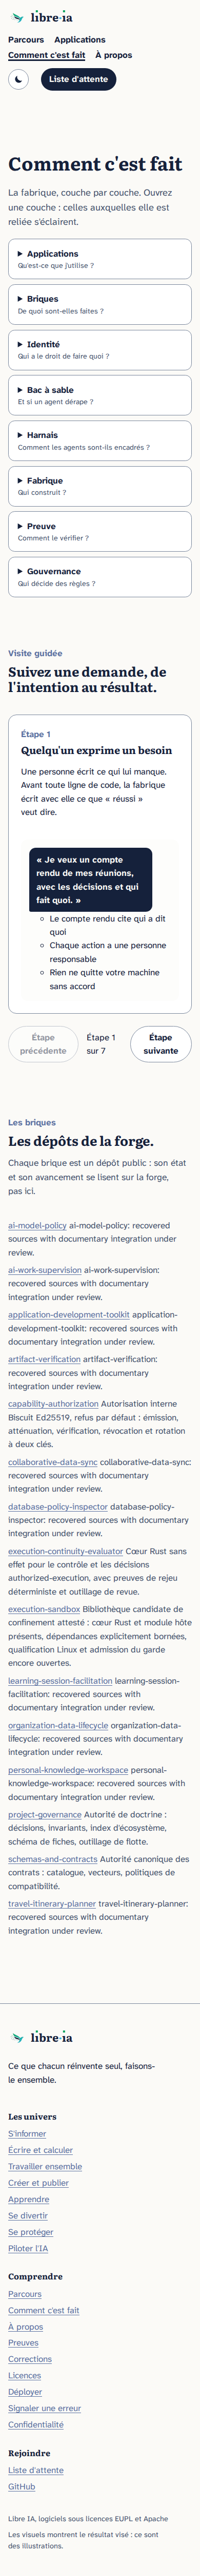 libre·ia
Parcours Applications
Comment c'est fait À propos
Liste d'attente
Comment c'est fait
La fabrique, couche par couche. Ouvrez
une couche : celles auxquelles elle est
reliée s'éclairent.
Applications
Qu'est-ce que j'utilise ?
Briques
De quoi sont-elles faites ?
Identité
Qui a le droit de faire quoi ?
Bac à sable
Et si un agent dérape ?
Harnais
Comment les agents sont-ils encadrés ?
Fabrique
Qui construit ?
Preuve
Comment le vérifier ?
Gouvernance
Qui décide des règles ?
Visite guidée
Suivez une demande, de
l'intention au résultat.
Étape 1
Quelqu'un exprime un besoin
Une personne écrit ce qui lui manque.
Avant toute ligne de code, la fabrique
écrit avec elle ce que « réussi »
veut dire.
« Je veux un compte
rendu de mes réunions,
avec les décisions et qui
fait quoi. »
Le compte rendu cite qui a dit
quoi
Chaque action a une personne
responsable
Rien ne quitte votre machine
sans accord
Étape
précédente
Étape 1
sur 7
Étape
suivante
Les briques
Les dépôts de la forge.
Chaque brique est un dépôt public : son état
et son avancement se lisent sur la forge,
pas ici.
ai-model-policy ai-model-policy: recovered
sources with documentary integration under
review.
ai-work-supervision ai-work-supervision:
recovered sources with documentary
integration under review.
application-development-toolkit application-
development-toolkit: recovered sources with
documentary integration under review.
artifact-verification artifact-verification:
recovered sources with documentary
integration under review.
capability-authorization Autorisation interne
Biscuit Ed25519, refus par défaut : émission,
atténuation, vérification, révocation et rotation
à deux clés.
collaborative-data-sync collaborative-data-sync:
recovered sources with documentary
integration under review.
database-policy-inspector database-policy-
inspector: recovered sources with documentary
integration under review.
execution-continuity-evaluator Cœur Rust sans
effet pour le contrôle et les décisions
authorized-execution, avec preuves de rejeu
déterministe et outillage de revue.
execution-sandbox Bibliothèque candidate de
confinement attesté : cœur Rust et module hôte
présents, dépendances explicitement bornées,
qualification Linux et admission du garde
encore ouvertes.
learning-session-facilitation learning-session-
facilitation: recovered sources with
documentary integration under review.
organization-data-lifecycle organization-data-
lifecycle: recovered sources with documentary
integration under review.
personal-knowledge-workspace personal-
knowledge-workspace: recovered sources with
documentary integration under review.
project-governance Autorité de doctrine :
décisions, invariants, index d'écosystème,
schéma de fiches, outillage de flotte.
schemas-and-contracts Autorité canonique des
contrats : catalogue, vecteurs, politiques de
compatibilité.
travel-itinerary-planner travel-itinerary-planner:
recovered sources with documentary
integration under review.
libre·ia
Ce que chacun réinvente seul, faisons-
le ensemble.
Les univers
S'informer
Écrire et calculer
Travailler ensemble
Créer et publier
Apprendre
Se divertir
Se protéger
Piloter l'IA
Comprendre
Parcours
Comment c'est fait
À propos
Preuves
Corrections
Licences
Déployer
Signaler une erreur
Confidentialité
Rejoindre
Liste d'attente
GitHub
Libre IA, logiciels sous licences EUPL et Apache
Les visuels montrent le résultat visé : ce sont
des illustrations.